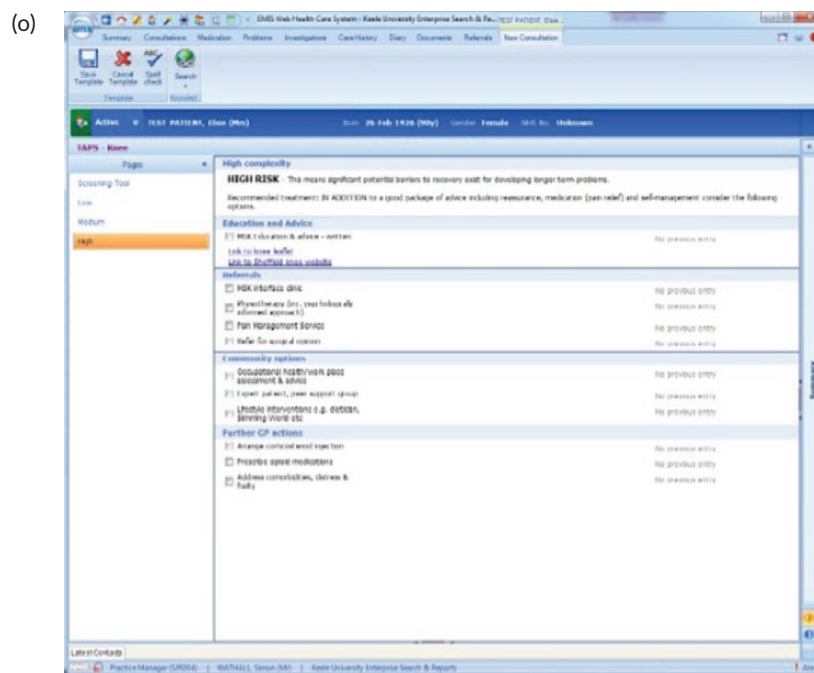 (o)
EMIS Web Health Care System - Keele University Enterprise Search & Re...
TEST PATIENT, Elsie
Summary Consultations Medication Problems Investigations Care History Diary Documents Referrals New Consultation
Save Template
Cancel Template
Spell check
Search
Template
Active TEST PATIENT, Elsie (Mrs) Born 26-Feb-1926 (90y) Gender Female NHS No. Unknown
TAPS - Knee
Pages
Screening Tool
Low
Medium
High
High complexity
HIGH RISK - This means significant potential barriers to recovery exist for developing longer term problems.
Recommended treatment: IN ADDITION to a good package of advice including reassurance, medication (pain relief) and self-management consider the following
options.
Education and Advice
MSK Education & advice - written No previous entry
Link to knee leaflet
Link to Sheffield knee website
Referrals
MSK interface clinic No previous entry
Physiotherapy (inc. psychologically No previous entry
informed approach)
Pain Management Service No previous entry
Refer for surgical opinion No previous entry
Community options
Occupational health/work place No previous entry
assessment & advice
Expert patient, peer support group No previous entry
Lifestyle interventions e.g. dietician, No previous entry
Slimming World etc
Further GP actions
Arrange corticosteroid injection No previous entry
Prescribe opioid medications No previous entry
Address comorbidities, distress & No previous entry
frailty
Summary
Latest Contacts
Practice Manager | WATHALL, Simon (Mr) | Keele University Enterprise Search & Reports